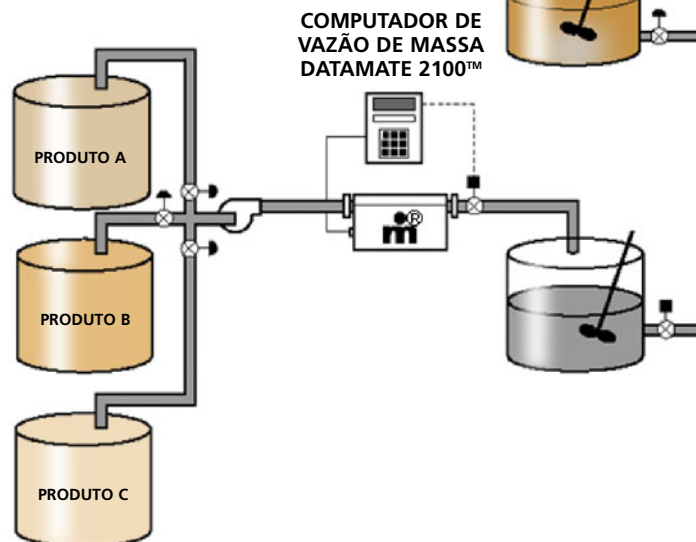 COMPUTADOR DE
VAZÃO DE MASSA
DATAMATE 2100™
PRODUTO A
m®
PRODUTO B
PRODUTO C